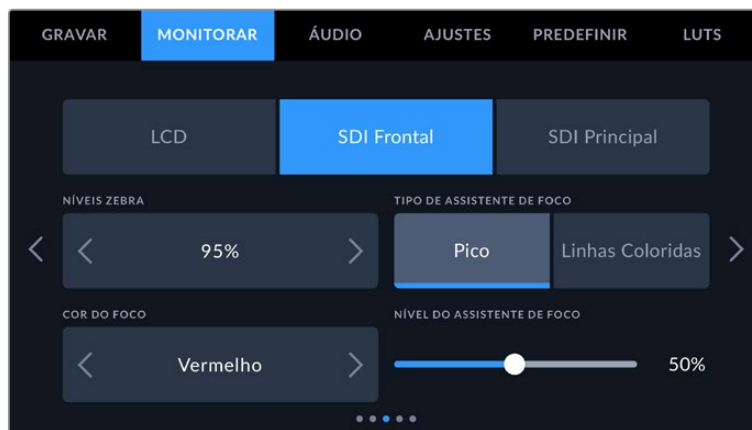 GRAVAR MONITORAR ÁUDIO AJUSTES PREDEFINIR LUTS
LCD SDI Frontal SDI Principal
NÍVEIS ZEBRA TIPO DE ASSISTENTE DE FOCO
95% Pico Linhas Coloridas
COR DO FOCO NÍVEL DO ASSISTENTE DE FOCO
Vermelho 50%